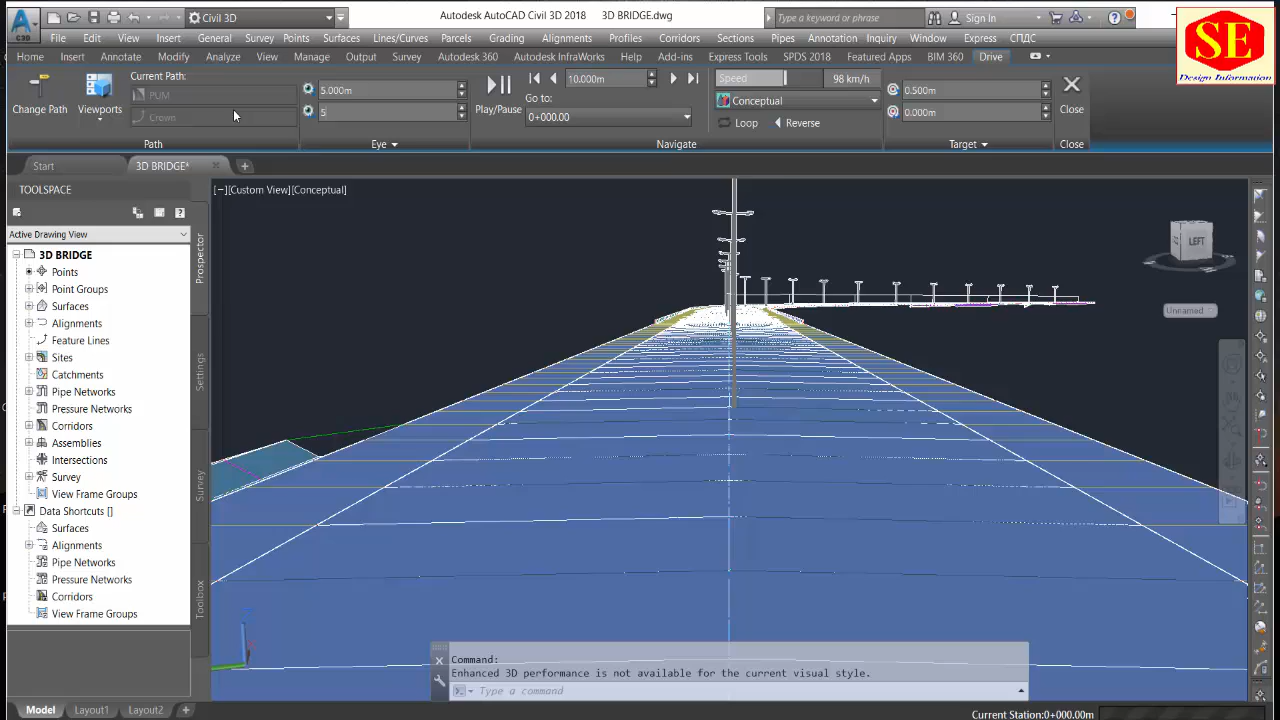 Civil 3D
Autodesk AutoCAD Civil 3D 2018 3D BRIDGE.dwg
Type a keyword or phrase
Sign In
C3D
File Edit View Insert General Survey Points Surfaces Lines/Curves Parcels Grading Alignments Profiles Corridors Sections Pipes Annotation Inquiry Window Express СПДС
SE
Design Information
Home Insert Annotate Modify Analyze View Manage Output Survey Autodesk 360 Autodesk InfraWorks Help Add-ins Express Tools SPDS 2018 Featured Apps BIM 360 Drive
Change Path
Viewports
Current Path:
PUM
Crown
Path
5.000m
5
Eye
Play/Pause
10.000m
Go to:
0+000.00
Speed
98 km/h
Conceptual
Loop
Reverse
Navigate
0.500m
0.000m
Target
Close
Close
Start
3D BRIDGE*
TOOLSPACE
Active Drawing View
3D BRIDGE
Points
Point Groups
Surfaces
Alignments
Feature Lines
Sites
Catchments
Pipe Networks
Pressure Networks
Corridors
Assemblies
Intersections
Survey
View Frame Groups
Data Shortcuts []
Surfaces
Alignments
Pipe Networks
Pressure Networks
Corridors
View Frame Groups
Prospector
Settings
Survey
Toolbox
[−][Custom View][Conceptual]
LEFT
Unnamed
Command:
Enhanced 3D performance is not available for the current visual style.
Type a command
Model Layout1 Layout2
Current Station:0+000.00m